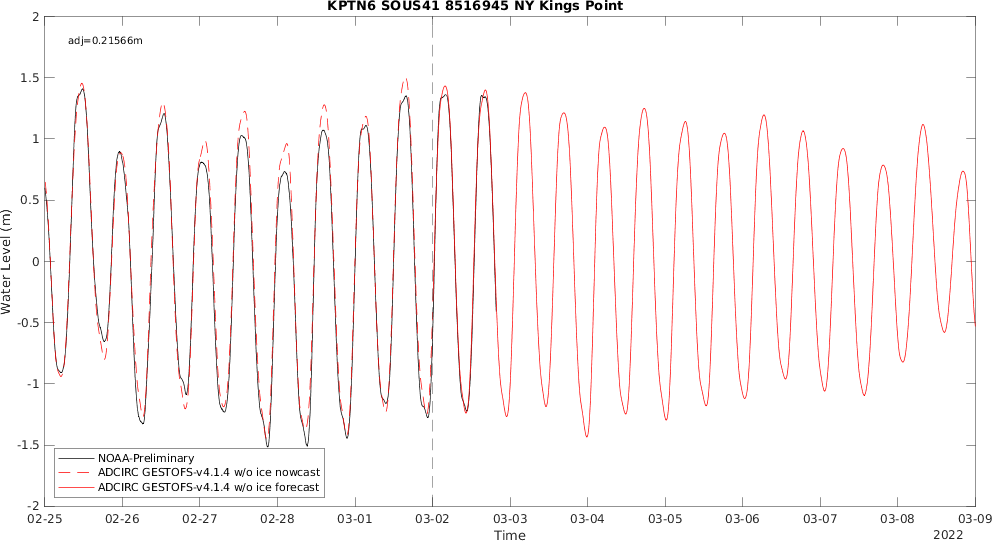 KPTN6 SOUS41 8516945 NY Kings Point
adj=0.21566m
2
1.5
1
0.5
0
-0.5
-1
-1.5
-2
Water Level (m)
NOAA-Preliminary
ADCIRC GESTOFS-v4.1.4 w/o ice nowcast
ADCIRC GESTOFS-v4.1.4 w/o ice forecast
02-25 02-26 02-27 02-28 03-01 03-02 03-03 03-04 03-05 03-06 03-07 03-08 03-09
Time
2022